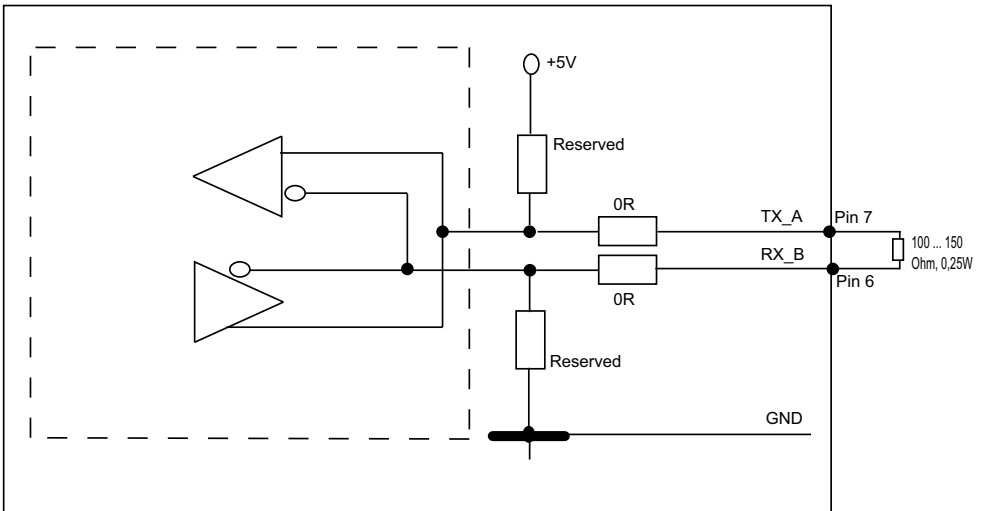 +5V
Reserved
0R
TX_A
Pin 7
100 ... 150
Ohm, 0,25W
RX_B
Pin 6
0R
Reserved
GND